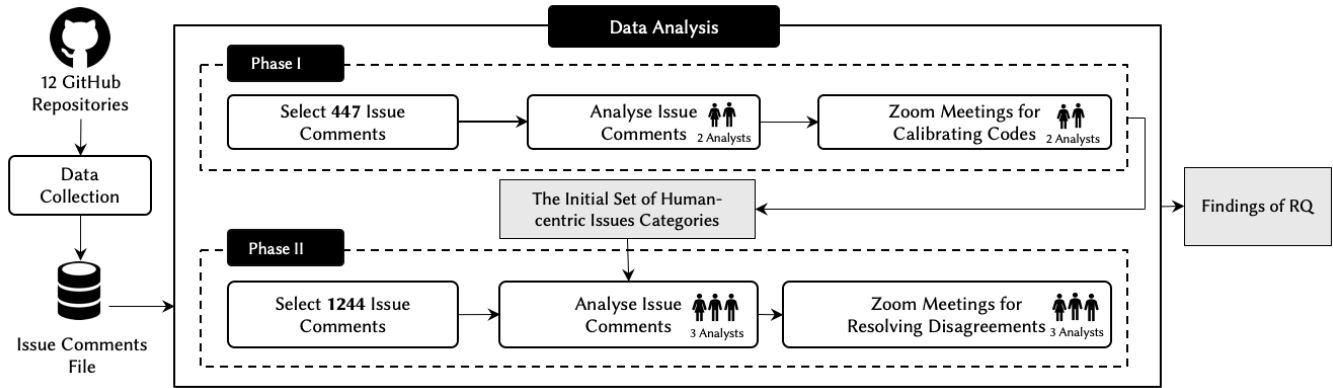 12 GitHub
Repositories
Data
Collection
Issue Comments
File
Data Analysis
Phase I
Select 447 Issue
Comments
Analyse Issue
Comments
2 Analysts
Zoom Meetings for
Calibrating Codes
2 Analysts
The Initial Set of Human-
centric Issues Categories
Phase II
Select 1244 Issue
Comments
Analyse Issue
Comments
3 Analysts
Zoom Meetings for
Resolving Disagreements
3 Analysts
Findings of RQ